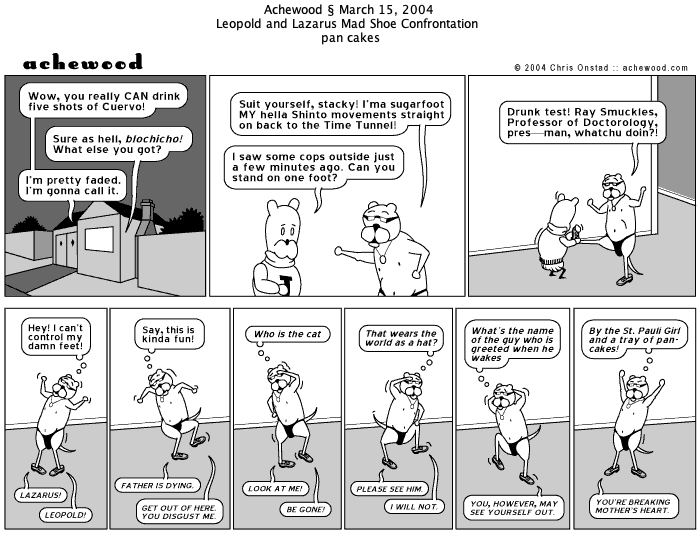 Achewood § March 15, 2004
Leopold and Lazarus Mad Shoe Confrontation
pan cakes
achewood
© 2004 Chris Onstad :: achewood.com
Wow, you really CAN drink
five shots of Cuervo!
Sure as hell, blochicho!
What else you got?
I'm pretty faded.
I'm gonna call it.
Suit yourself, stacky! I'ma sugarfoot
MY hella Shinto movements straight
on back to the Time Tunnel!
I saw some cops outside just
a few minutes ago. Can you
stand on one foot?
Drunk test! Ray Smuckles,
Professor of Doctorology,
pres—man, whatchu doin?!
Hey! I can't
control my
damn feet!
LAZARUS!
LEOPOLD!
Say, this is
kinda fun!
FATHER IS DYING.
GET OUT OF HERE.
YOU DISGUST ME.
Who is the cat
LOOK AT ME!
BE GONE!
That wears the
world as a hat?
PLEASE SEE HIM.
I WILL NOT.
What's the name
of the guy who is
greeted when he
wakes
YOU, HOWEVER, MAY
SEE YOURSELF OUT.
By the St. Pauli Girl
and a tray of pan-
cakes!
YOU'RE BREAKING
MOTHER'S HEART.